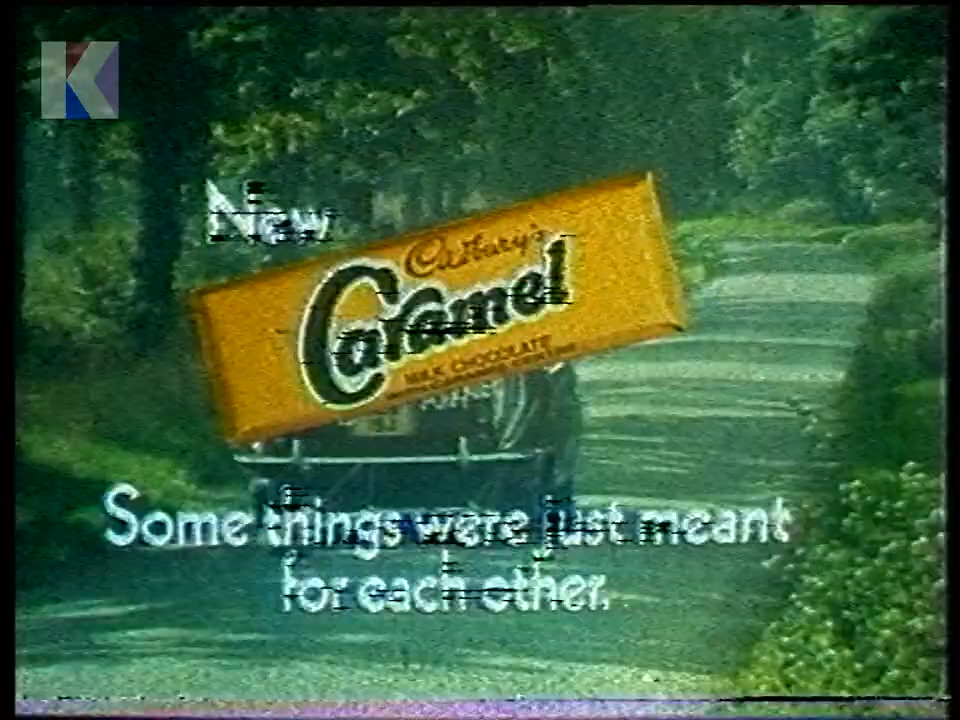 K
New
Cadbury's
Caramel
MILK CHOCOLATE
Some things were just meant
for each other.